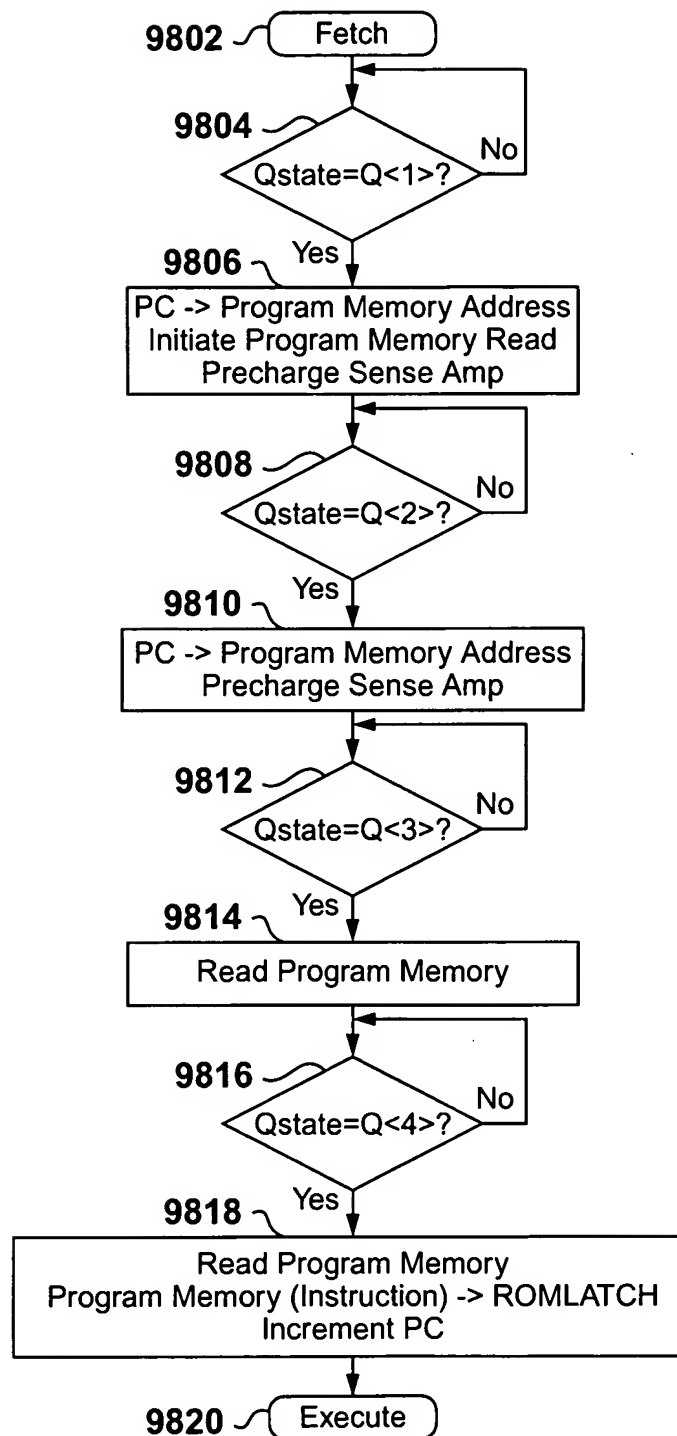 9802
Fetch
9804
Qstate=Q<1>?
No
Yes
9806
PC -> Program Memory Address
Initiate Program Memory Read
Precharge Sense Amp
9808
Qstate=Q<2>?
No
Yes
9810
PC -> Program Memory Address
Precharge Sense Amp
9812
Qstate=Q<3>?
No
Yes
9814
Read Program Memory
9816
Qstate=Q<4>?
No
Yes
9818
Read Program Memory
Program Memory (Instruction) -> ROMLATCH
Increment PC
9820
Execute